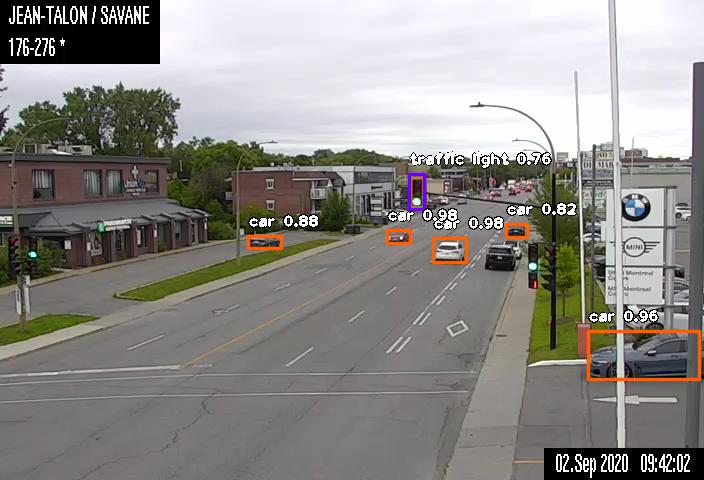 JEAN-TALON / SAVANE
176-276 *
traffic light 0.76
car 0.88
car 0.98
car 0.98
car 0.82
BMW
MINI
car 0.96
02.Sep 2020 09:42:02